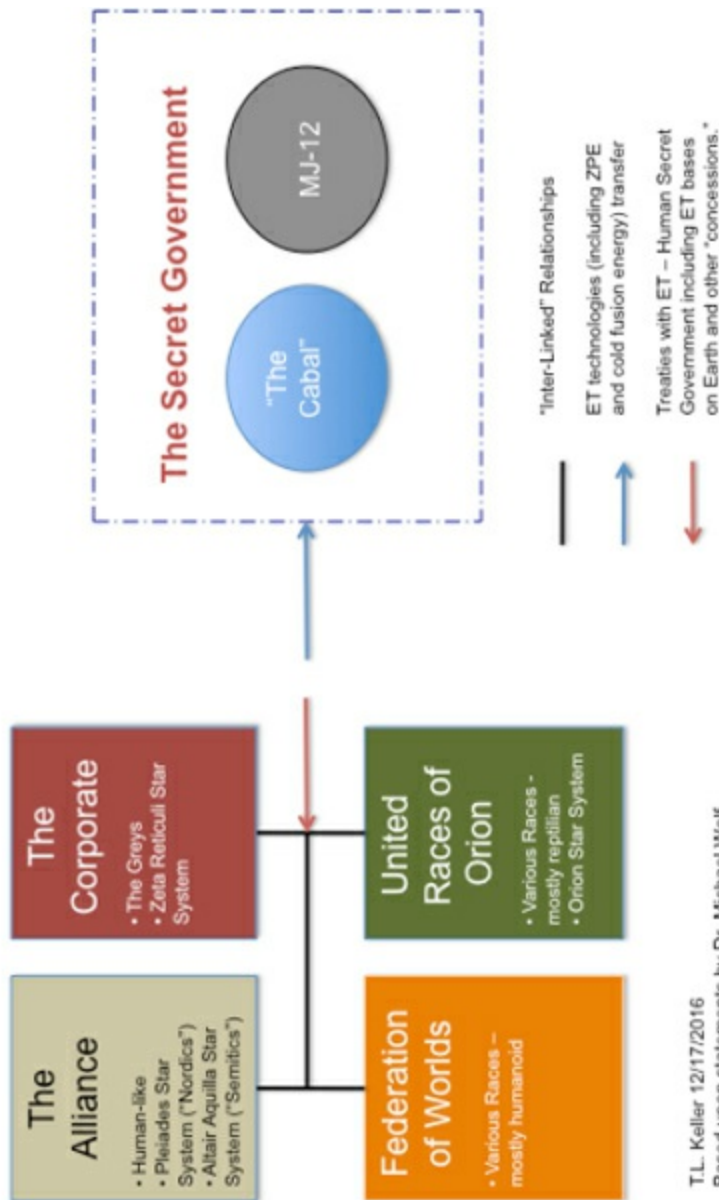 The
Alliance
• Human-like
• Pleiades Star
System ("Nordics")
• Altair Aquilla Star
System ("Semitics")
The
Corporate
• The Greys
• Zeta Reticuli Star
System
Federation
of Worlds
• Various Races –
mostly humanoid
United
Races of
Orion
• Various Races -
mostly reptilian
• Orion Star System
The Secret Government
"The
Cabal"
MJ-12
"Inter-Linked" Relationships
ET technologies (including ZPE
and cold fusion energy) transfer
Treaties with ET – Human Secret
Government including ET bases
on Earth and other "concessions."
T.L. Keller 12/17/2016
Based upon statements by Dr. Michael Wolf